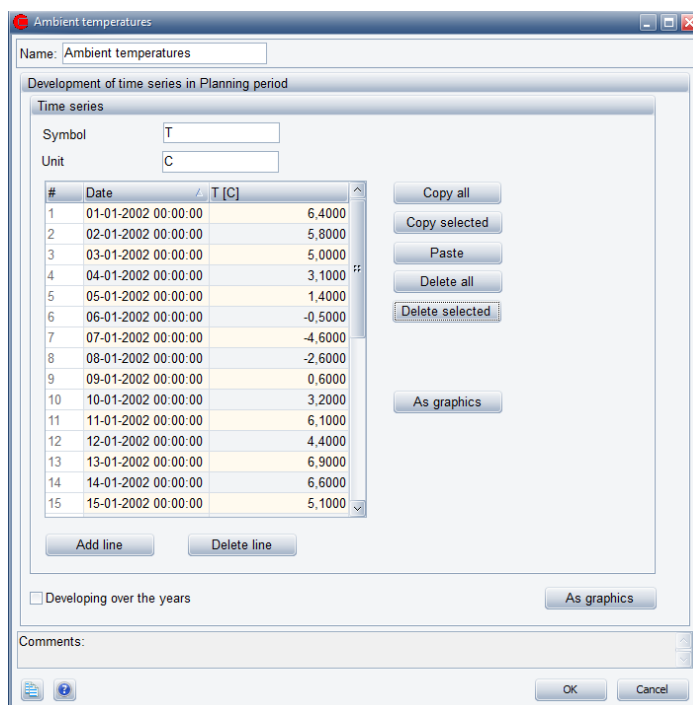 Ambient temperatures
Name: Ambient temperatures
Development of time series in Planning period
Time series
Symbol T
Unit C
# Date T [C]
1 01-01-2002 00:00:00 6,4000
2 02-01-2002 00:00:00 5,8000
3 03-01-2002 00:00:00 5,0000
4 04-01-2002 00:00:00 3,1000
5 05-01-2002 00:00:00 1,4000
6 06-01-2002 00:00:00 -0,5000
7 07-01-2002 00:00:00 -4,6000
8 08-01-2002 00:00:00 -2,6000
9 09-01-2002 00:00:00 0,6000
10 10-01-2002 00:00:00 3,2000
11 11-01-2002 00:00:00 6,1000
12 12-01-2002 00:00:00 4,4000
13 13-01-2002 00:00:00 6,9000
14 14-01-2002 00:00:00 6,6000
15 15-01-2002 00:00:00 5,1000
Copy all
Copy selected
Paste
Delete all
Delete selected
As graphics
Add line Delete line
Developing over the years As graphics
Comments:
OK Cancel